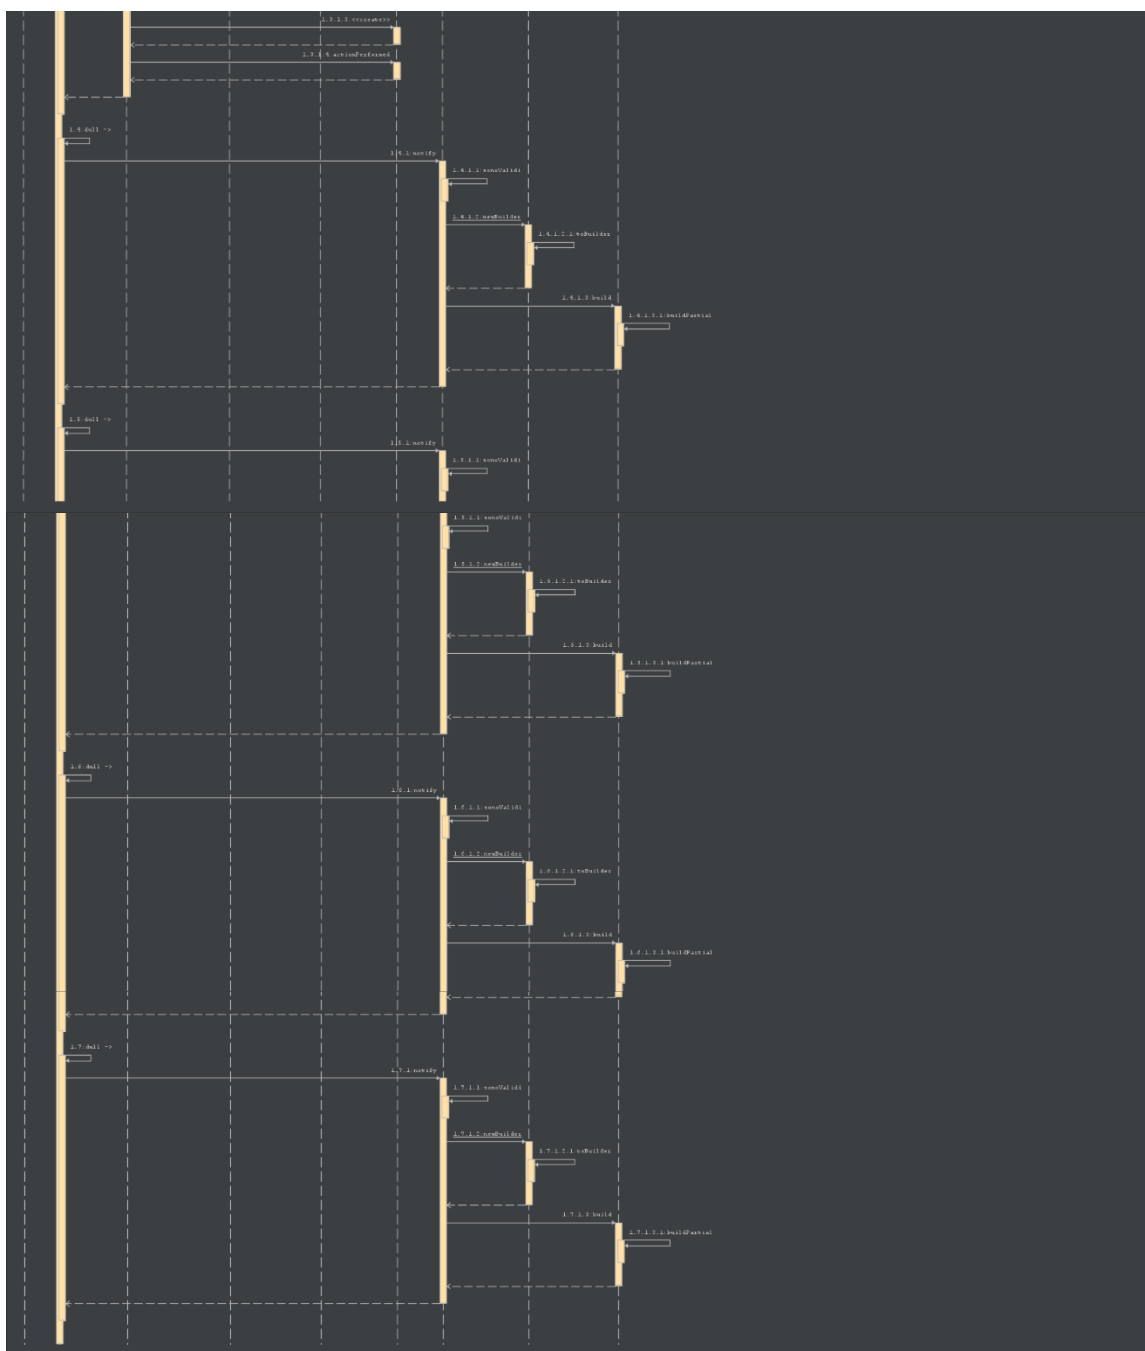 1.3.1.3:<<create>>
1.3.1.4:actionPerformed
1.4:dull ->
1.4.1:notify
1.4.1.1:zoneValidi
1.4.1.2:newBuilder
1.4.1.2.1:toBuilder
1.4.1.3:build
1.4.1.3.1:buildPartial
1.5:dull ->
1.5.1:notify
1.5.1.1:zoneValidi
1.5.1.1:zoneValidi
1.5.1.2:newBuilder
1.5.1.2.1:toBuilder
1.5.1.3:build
1.5.1.3.1:buildPartial
1.6:dull ->
1.6.1:notify
1.6.1.1:zoneValidi
1.6.1.2:newBuilder
1.6.1.2.1:toBuilder
1.6.1.3:build
1.6.1.3.1:buildPartial
1.7:dull ->
1.7.1:notify
1.7.1.1:zoneValidi
1.7.1.2:newBuilder
1.7.1.2.1:toBuilder
1.7.1.3:build
1.7.1.3.1:buildPartial